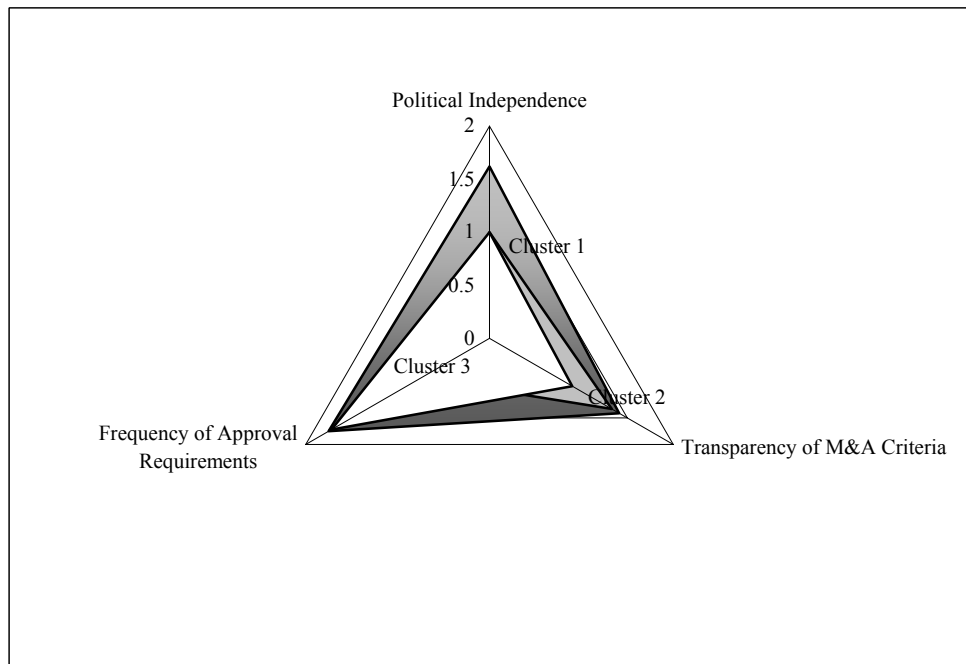 Political Independence
2
1.5
1
Cluster 1
0.5
0
Cluster 3
Cluster 2
Frequency of Approval
Requirements
Transparency of M&A Criteria